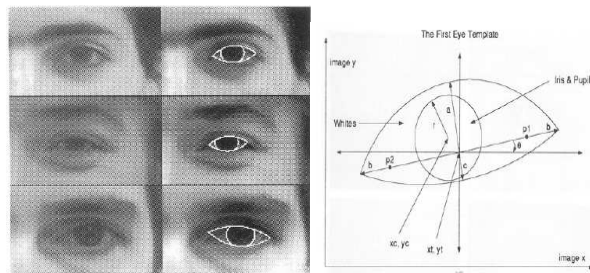 The First Eye Template
image y
Iris & Pupil
Whites
a
r
p1
b
θ
b
p2
c
xc, yc
xt, yt
image x